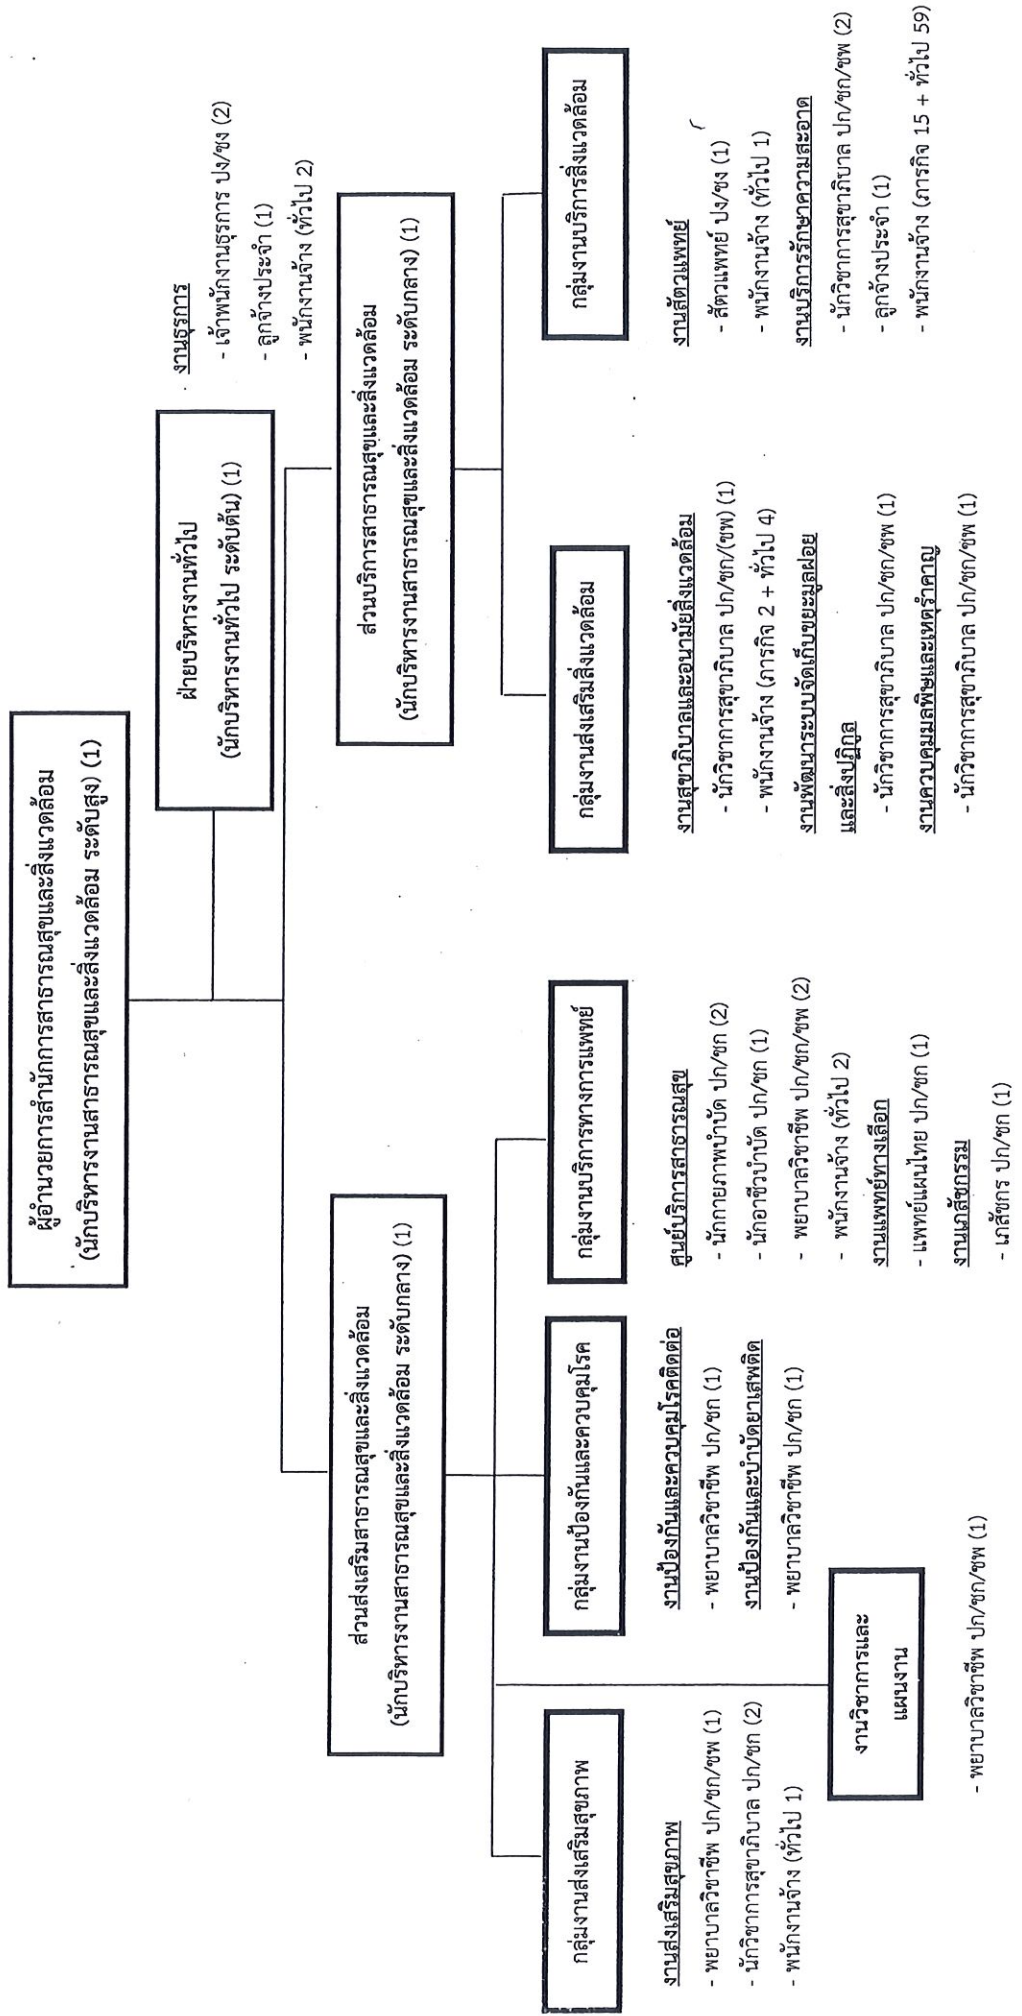 ผู้อำนวยการสำนักการสาธารณสุขและสิ่งแวดล้อม
(นักบริหารงานสาธารณสุขและสิ่งแวดล้อม ระดับสูง) (1)
ฝ่ายบริหารงานทั่วไป
(นักบริหารงานทั่วไป ระดับต้น) (1)
งานธุรการ
- เจ้าพนักงานธุรการ ปง/ชง (2)
- ลูกจ้างประจำ (1)
- พนักงานจ้าง (ทั่วไป 2)
ส่วนส่งเสริมสาธารณสุขและสิ่งแวดล้อม
(นักบริหารงานสาธารณสุขและสิ่งแวดล้อม ระดับกลาง) (1)
กลุ่มงานส่งเสริมสุขภาพ
งานส่งเสริมสุขภาพ
- พยาบาลวิชาชีพ ปก/ชก/ชพ (1)
- นักวิชาการสุขาภิบาล ปก/ชก (2)
- พนักงานจ้าง (ทั่วไป 1)
งานวิชาการและ
แผนงาน
- พยาบาลวิชาชีพ ปก/ชก/ชพ (1)
กลุ่มงานป้องกันและควบคุมโรค
งานป้องกันและควบคุมโรคติดต่อ
- พยาบาลวิชาชีพ ปก/ชก (1)
งานป้องกันและบำบัดยาเสพติด
- พยาบาลวิชาชีพ ปก/ชก (1)
กลุ่มงานบริการทางการแพทย์
ศูนย์บริการสาธารณสุข
- นักกายภาพบำบัด ปก/ชก (2)
- นักอาชีวบำบัด ปก/ชก (1)
- พยาบาลวิชาชีพ ปก/ชก/ชพ (2)
- พนักงานจ้าง (ทั่วไป 2)
งานแพทย์ทางเลือก
- แพทย์แผนไทย ปก/ชก (1)
งานเภสัชกรรม
- เภสัชกร ปก/ชก (1)
ส่วนบริการสาธารณสุขและสิ่งแวดล้อม
(นักบริหารงานสาธารณสุขและสิ่งแวดล้อม ระดับกลาง) (1)
กลุ่มงานส่งเสริมสิ่งแวดล้อม
งานสุขาภิบาลและอนามัยสิ่งแวดล้อม
- นักวิชาการสุขาภิบาล ปก/ชก/(ชพ) (1)
- พนักงานจ้าง (ภารกิจ 2 + ทั่วไป 4)
งานพัฒนาระบบจัดเก็บขยะมูลฝอย
และสิ่งปฏิกูล
- นักวิชาการสุขาภิบาล ปก/ชก/ชพ (1)
งานควบคุมมลพิษและเหตุรำคาญ
- นักวิชาการสุขาภิบาล ปก/ชก/ชพ (1)
กลุ่มงานบริการสิ่งแวดล้อม
งานสัตวแพทย์
- สัตวแพทย์ ปง/ชง (1)
- พนักงานจ้าง (ทั่วไป 1)
งานบริการรักษาความสะอาด
- นักวิชาการสุขาภิบาล ปก/ชก/ชพ (2)
- ลูกจ้างประจำ (1)
- พนักงานจ้าง (ภารกิจ 15 + ทั่วไป 59)